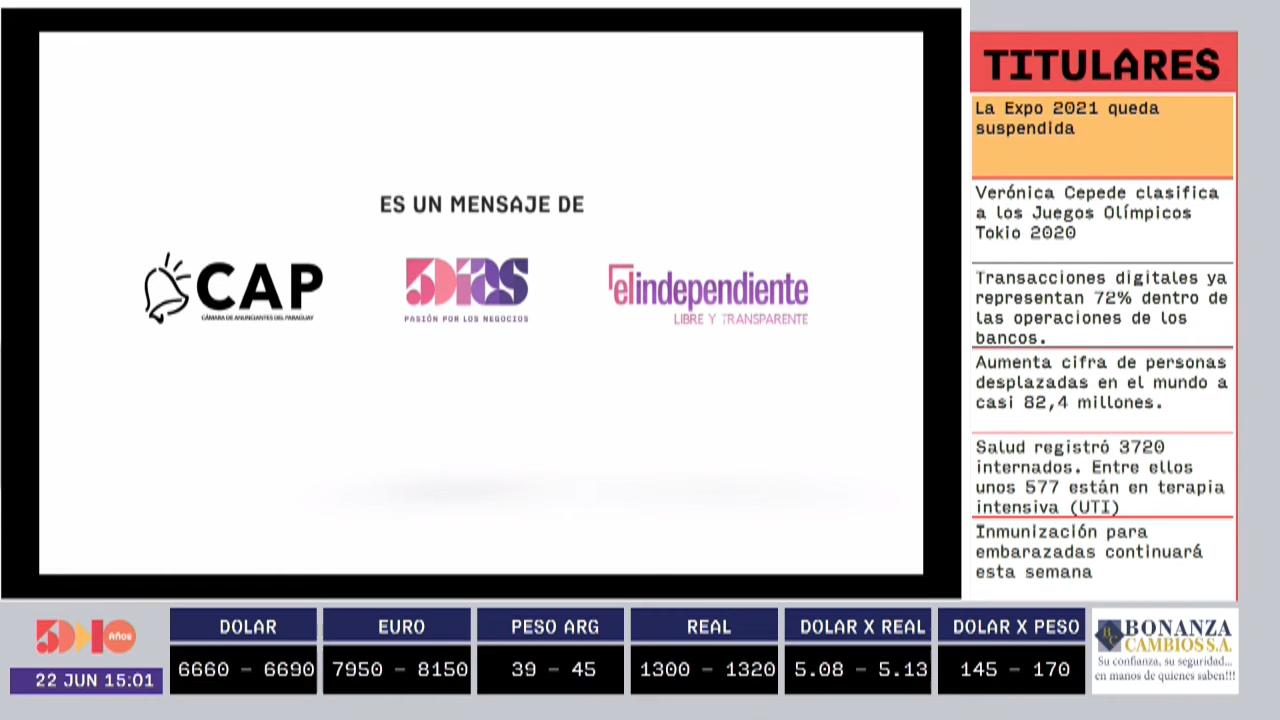 ES UN MENSAJE DE
CAP
CÁMARA DE ANUNCIANTES DEL PARAGUAY
5DÍAS
PASIÓN POR LOS NEGOCIOS
elindependiente
LIBRE Y TRANSPARENTE
TITULARES
La Expo 2021 queda
suspendida
Verónica Cepede clasifica
a los Juegos Olímpicos
Tokio 2020
Transacciones digitales ya
representan 72% dentro de
las operaciones de los
bancos.
Aumenta cifra de personas
desplazadas en el mundo a
casi 82,4 millones.
Salud registró 3720
internados. Entre ellos
unos 577 están en terapia
intensiva (UTI)
Inmunización para
embarazadas continuará
esta semana
5D 10 Años
22 JUN 15:01
DOLAR
6660 - 6690
EURO
7950 - 8150
PESO ARG
39 - 45
REAL
1300 - 1320
DOLAR X REAL
5.08 - 5.13
DOLAR X PESO
145 - 170
BONANZA
CAMBIOS S.A.
Su confianza, su seguridad...
en manos de quienes saben!!!